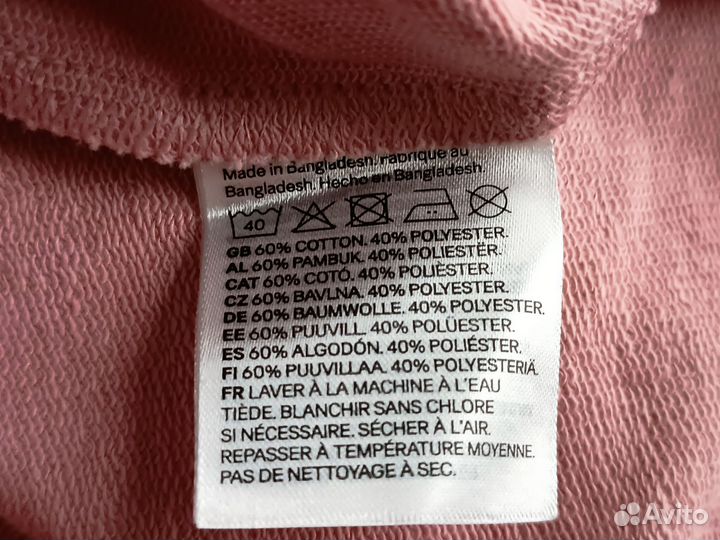 Made in Bangladesh. Fabriqué au
Bangladesh. Hecho en Bangladesh.
40
GB 60% COTTON. 40% POLYESTER.
AL 60% PAMBUK. 40% POLIESTËR.
CAT 60% COTÓ. 40% POLIÈSTER.
CZ 60% BAVLNA. 40% POLYESTER.
DE 60% BAUMWOLLE. 40% POLYESTER.
EE 60% PUUVILL. 40% POLÜESTER.
ES 60% ALGODÓN. 40% POLIÉSTER.
FI 60% PUUVILLAA. 40% POLYESTERIÄ.
FR LAVER À LA MACHINE À L'EAU
TIÈDE. BLANCHIR SANS CHLORE
SI NÉCESSAIRE. SÉCHER À L'AIR.
REPASSER À TEMPÉRATURE MOYENNE.
PAS DE NETTOYAGE À SEC.
Avito